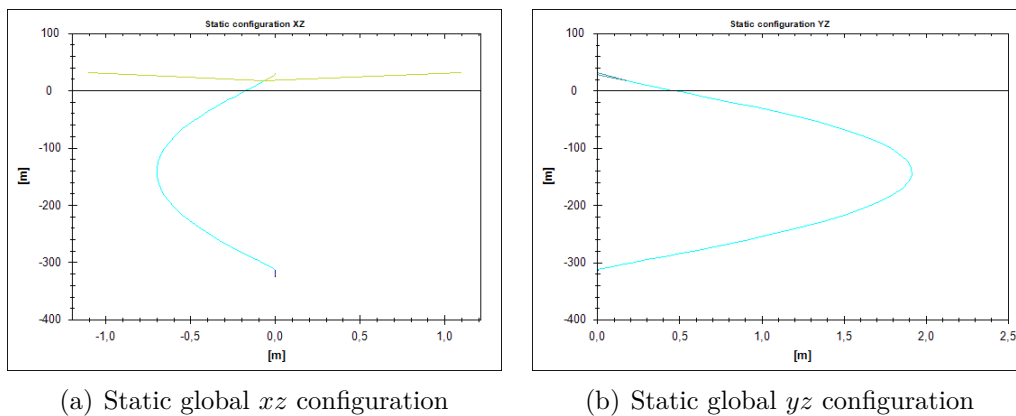 Static configuration XZ
100
0
-100
-200
-300
-400
[m]
-1,0
-0,5
0,0
0,5
1,0
[m]
Static configuration YZ
100
0
-100
-200
-300
-400
[m]
0,0
0,5
1,0
1,5
2,0
2,5
[m]
(a) Static global xz configuration
(b) Static global yz configuration